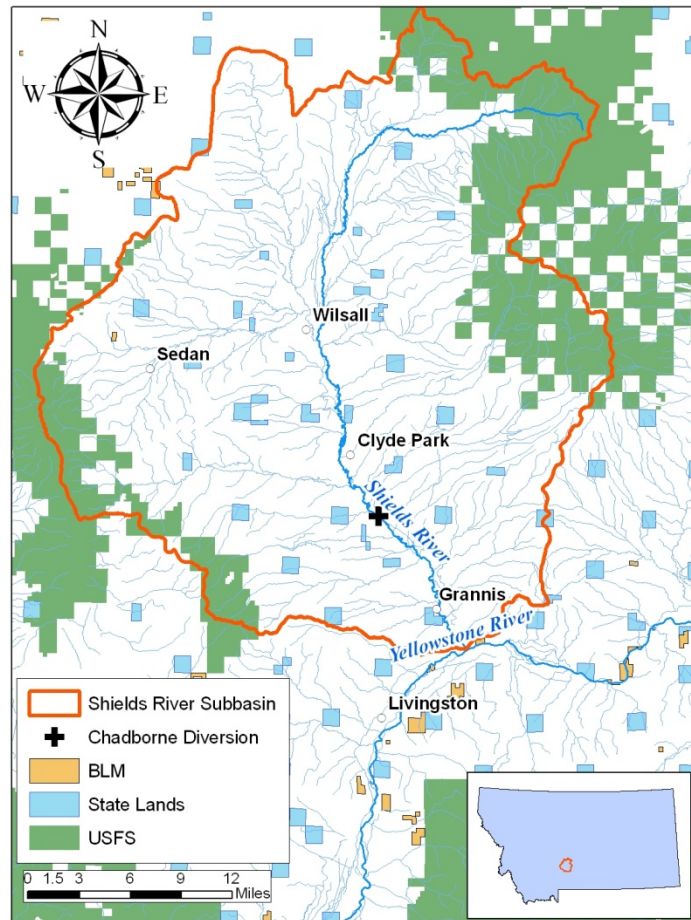 N
W E
S
Wilsall
Sedan
Clyde Park
Shields River
Grannis
Yellowstone River
Livingston
Shields River Subbasin
Chadborne Diversion
BLM
State Lands
USFS
0 1.5 3 6 9 12
Miles